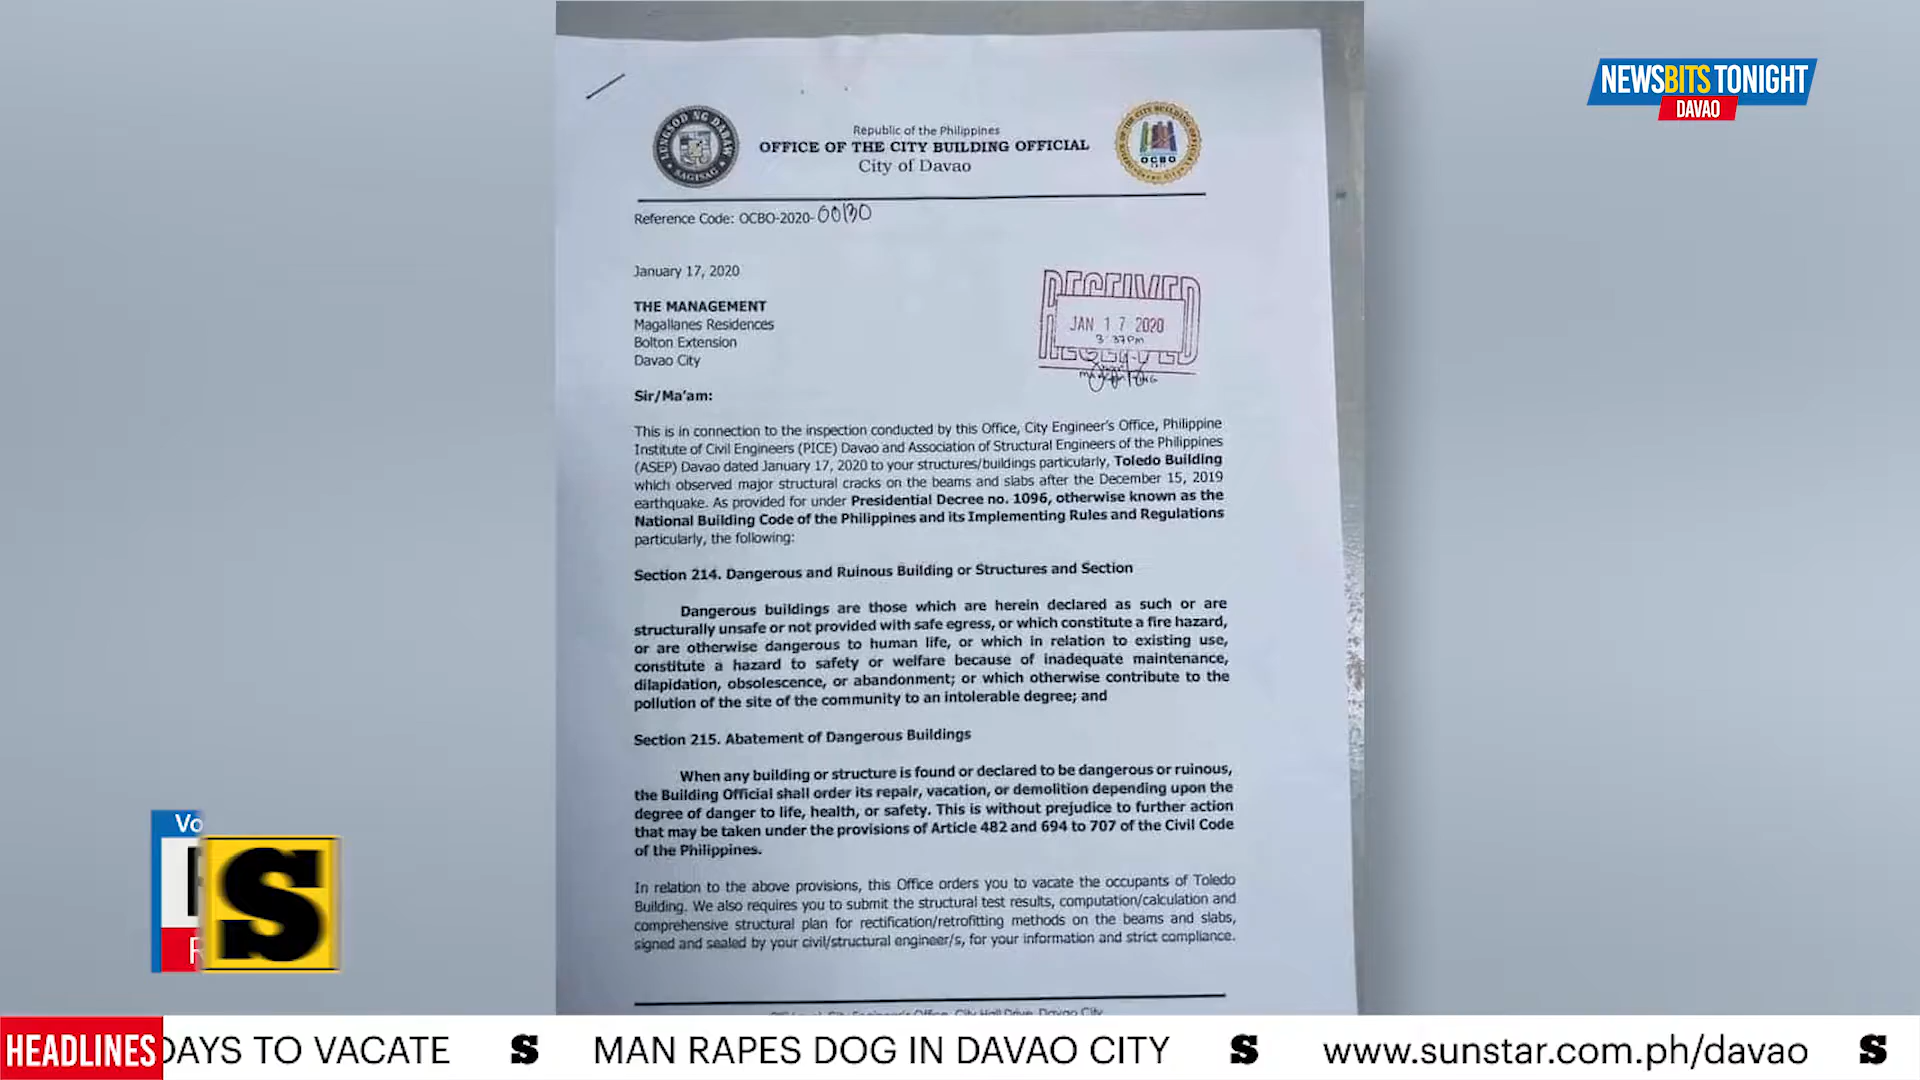 NEWSBITS TONIGHT
DAVAO
LUNGSOD NG DABAW
SAGISAG
Republic of the Philippines
OFFICE OF THE CITY BUILDING OFFICIAL
City of Davao
OCBO
Reference Code: OCBO-2020-00130
January 17, 2020
RECEIVED
JAN 17 2020
3:37pm
THE MANAGEMENT
Magallanes Residences
Bolton Extension
Davao City
Sir/Ma'am:
This is in connection to the inspection conducted by this Office, City Engineer's Office, Philippine
Institute of Civil Engineers (PICE) Davao and Association of Structural Engineers of the Philippines
(ASEP) Davao dated January 17, 2020 to your structures/buildings particularly, Toledo Building
which observed major structural cracks on the beams and slabs after the December 15, 2019
earthquake. As provided for under Presidential Decree no. 1096, otherwise known as the
National Building Code of the Philippines and its Implementing Rules and Regulations
particularly, the following:
Section 214. Dangerous and Ruinous Building or Structures and Section
Dangerous buildings are those which are herein declared as such or are
structurally unsafe or not provided with safe egress, or which constitute a fire hazard,
or are otherwise dangerous to human life, or which in relation to existing use,
constitute a hazard to safety or welfare because of inadequate maintenance,
dilapidation, obsolescence, or abandonment; or which otherwise contribute to the
pollution of the site of the community to an intolerable degree; and
Section 215. Abatement of Dangerous Buildings
When any building or structure is found or declared to be dangerous or ruinous,
the Building Official shall order its repair, vacation, or demolition depending upon the
degree of danger to life, health, or safety. This is without prejudice to further action
that may be taken under the provisions of Article 482 and 694 to 707 of the Civil Code
of the Philippines.
In relation to the above provisions, this Office orders you to vacate the occupants of Toledo
Building. We also requires you to submit the structural test results, computation/calculation and
comprehensive structural plan for rectification/retrofitting methods on the beams and slabs,
signed and sealed by your civil/structural engineer/s, for your information and strict compliance.
City Engineer's Office, City Hall Drive, Davao City
Vo
S
HEADLINES DAYS TO VACATE S MAN RAPES DOG IN DAVAO CITY S www.sunstar.com.ph/davao S